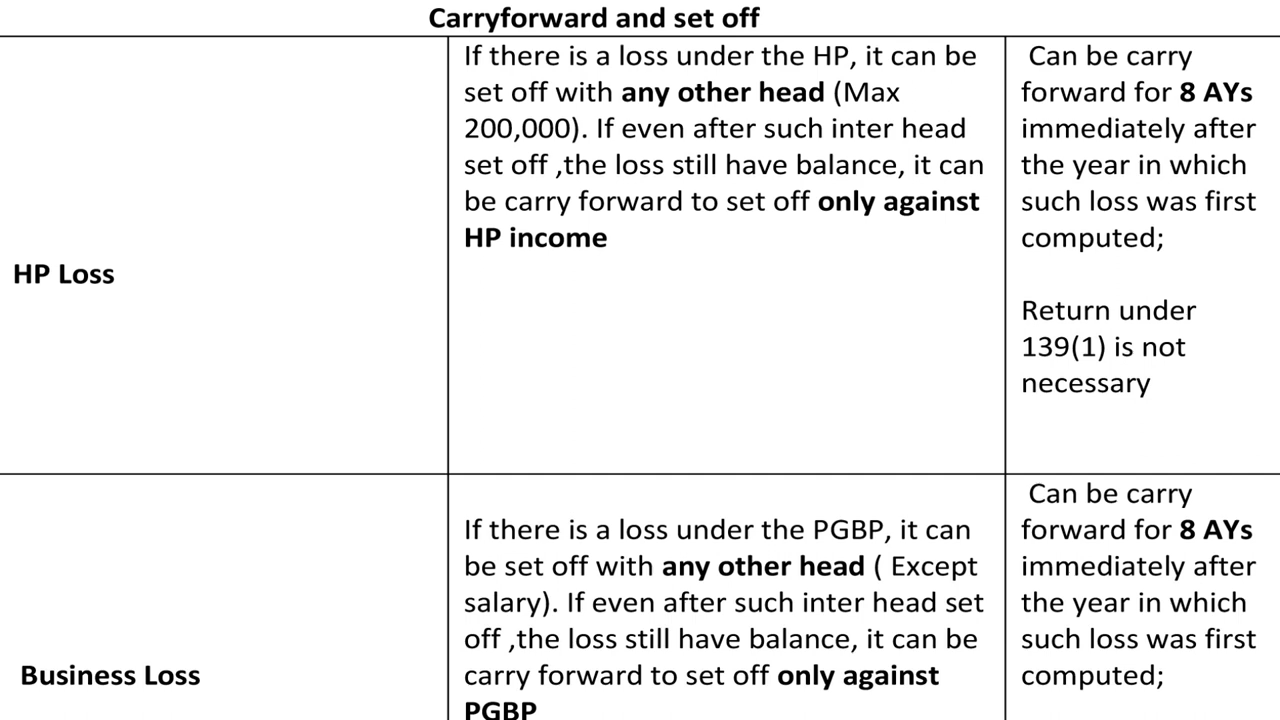 Carryforward and set off
HP Loss
If there is a loss under the HP, it can be
set off with any other head (Max
200,000). If even after such inter head
set off ,the loss still have balance, it can
be carry forward to set off only against
HP income
Can be carry
forward for 8 AYs
immediately after
the year in which
such loss was first
computed;
Return under
139(1) is not
necessary
Business Loss
If there is a loss under the PGBP, it can
be set off with any other head ( Except
salary). If even after such inter head set
off ,the loss still have balance, it can be
carry forward to set off only against
PGBP
Can be carry
forward for 8 AYs
immediately after
the year in which
such loss was first
computed;